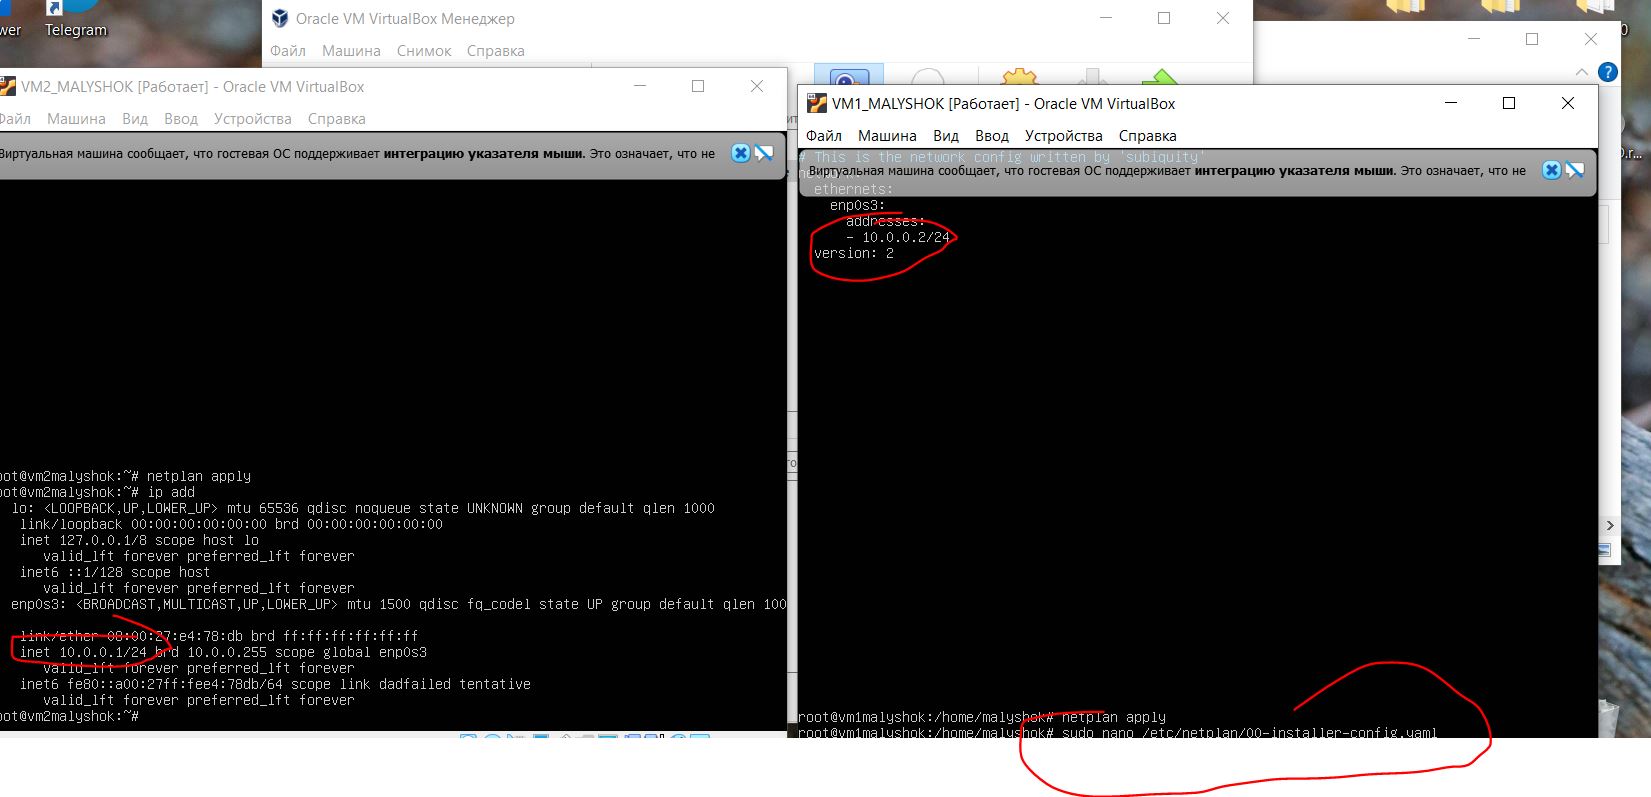 Telegram
Oracle VM VirtualBox Менеджер
Файл Машина Снимок Справка
VM2_MALYSHOK [Работает] - Oracle VM VirtualBox
Файл Машина Вид Ввод Устройства Справка
Виртуальная машина сообщает, что гостевая ОС поддерживает интеграцию указателя мыши. Это означает, что не
root@vm2malyshok:~# netplan apply
root@vm2malyshok:~# ip add
lo: <LOOPBACK,UP,LOWER_UP> mtu 65536 qdisc noqueue state UNKNOWN group default qlen 1000
link/loopback 00:00:00:00:00:00 brd 00:00:00:00:00:00
inet 127.0.0.1/8 scope host lo
valid_lft forever preferred_lft forever
inet6 ::1/128 scope host
valid_lft forever preferred_lft forever
enp0s3: <BROADCAST,MULTICAST,UP,LOWER_UP> mtu 1500 qdisc fq_codel state UP group default qlen 100
link/ether 08:00:27:e4:78:db brd ff:ff:ff:ff:ff:ff
inet 10.0.0.1/24 brd 10.0.0.255 scope global enp0s3
valid_lft forever preferred_lft forever
inet6 fe80::a00:27ff:fee4:78db/64 scope link dadfailed tentative
valid_lft forever preferred_lft forever
root@vm2malyshok:~#
VM1_MALYSHOK [Работает] - Oracle VM VirtualBox
Файл Машина Вид Ввод Устройства Справка
# This is the network config written by 'subiquity'
Виртуальная машина сообщает, что гостевая ОС поддерживает интеграцию указателя мыши. Это означает, что не
ethernets:
enp0s3:
addresses:
- 10.0.0.2/24
version: 2
root@vm1malyshok:/home/malyshok# netplan apply
root@vm1malyshok:/home/malyshok# sudo nano /etc/netplan/00-installer-config.yaml